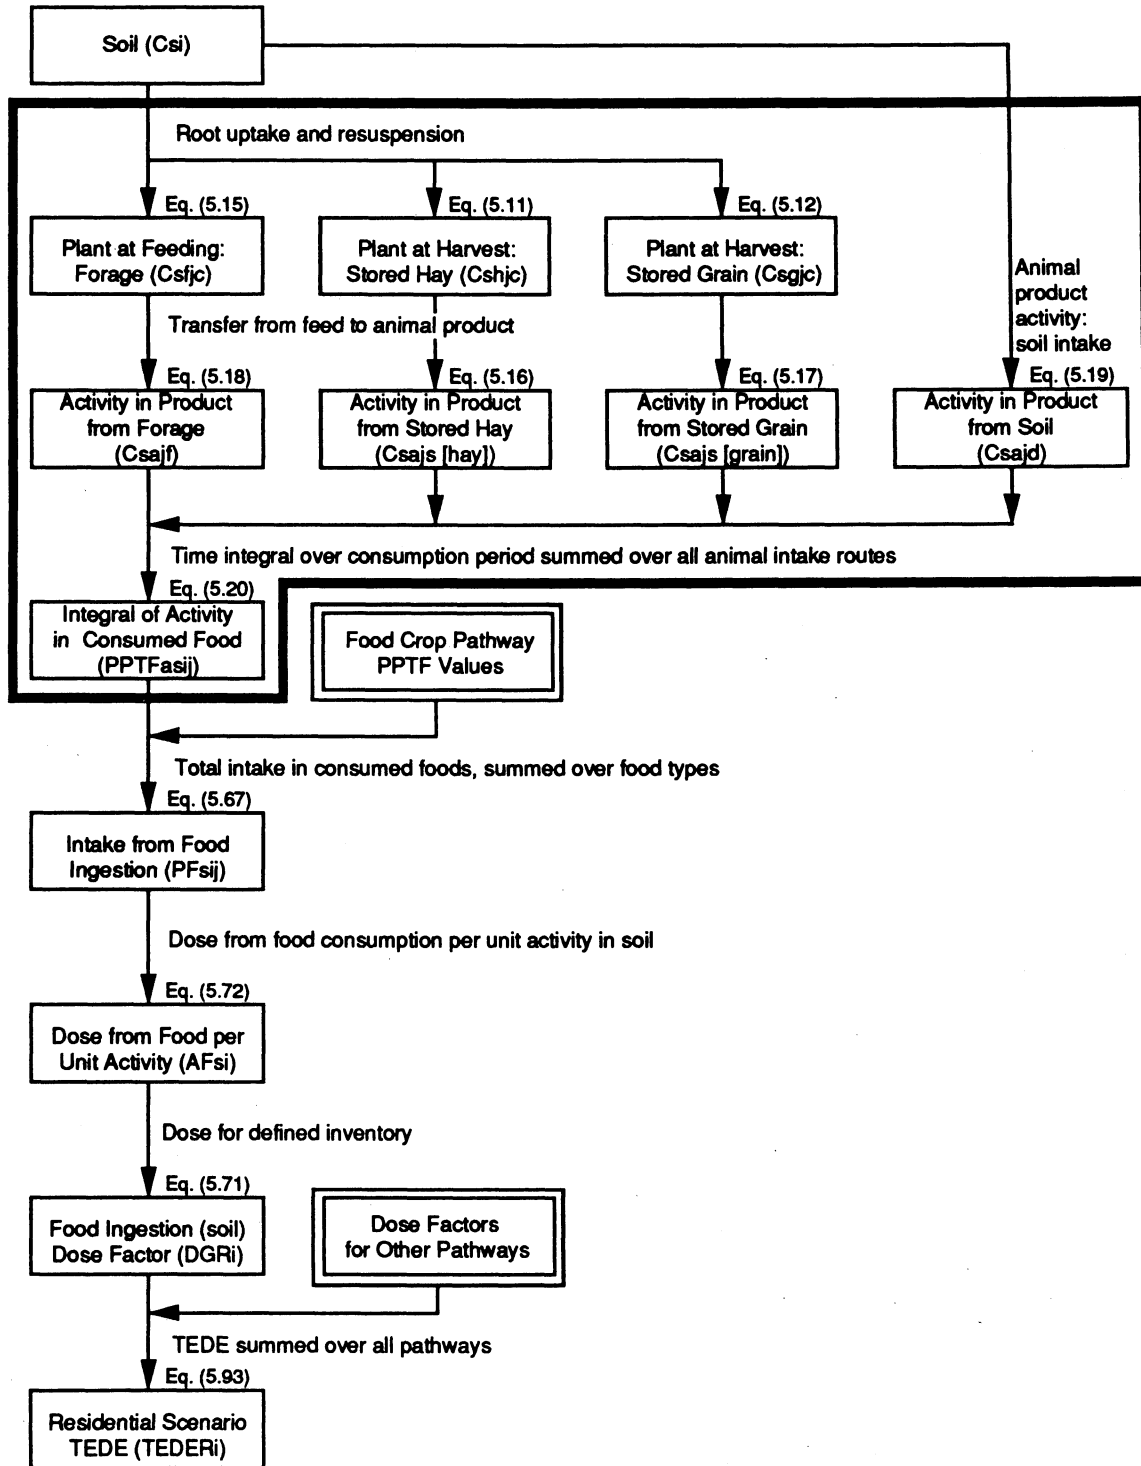 Soil (Csi)
Root uptake and resuspension
Eq. (5.15)
Eq. (5.11)
Eq. (5.12)
Plant at Feeding:
Forage (Csfjc)
Plant at Harvest:
Stored Hay (Cshjc)
Plant at Harvest:
Stored Grain (Csgjc)
Animal
product
activity:
soil intake
Transfer from feed to animal product
Eq. (5.18)
Eq. (5.16)
Eq. (5.17)
Eq. (5.19)
Activity in Product
from Forage
(Csajf)
Activity in Product
from Stored Hay
(Csajs [hay])
Activity in Product
from Stored Grain
(Csajs [grain])
Activity in Product
from Soil
(Csajd)
Time integral over consumption period summed over all animal intake routes
Eq. (5.20)
Integral of Activity
in Consumed Food
(PPTFasij)
Food Crop Pathway
PPTF Values
Total intake in consumed foods, summed over food types
Eq. (5.67)
Intake from Food
Ingestion (PFsij)
Dose from food consumption per unit activity in soil
Eq. (5.72)
Dose from Food per
Unit Activity (AFsi)
Dose for defined inventory
Eq. (5.71)
Food Ingestion (soil)
Dose Factor (DGRi)
Dose Factors
for Other Pathways
TEDE summed over all pathways
Eq. (5.93)
Residential Scenario
TEDE (TEDERi)